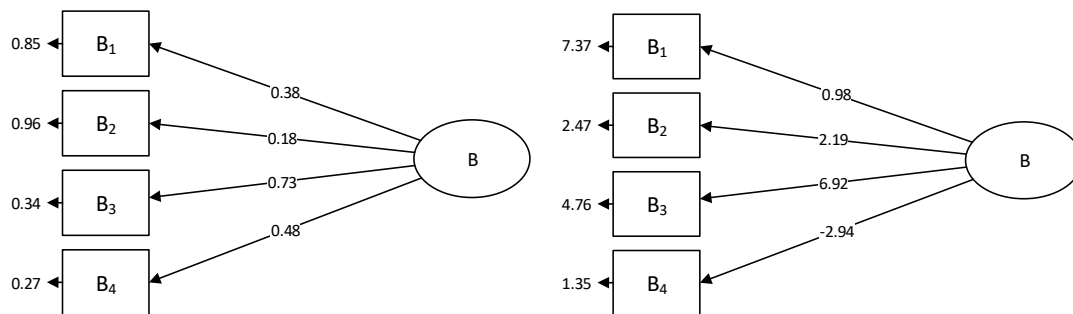 0.85 B₁ 0.38
0.96 B₂ 0.18
B
0.34 B₃ 0.73
0.27 B₄ 0.48
7.37 B₁ 0.98
2.47 B₂ 2.19
B
4.76 B₃ 6.92
1.35 B₄ -2.94